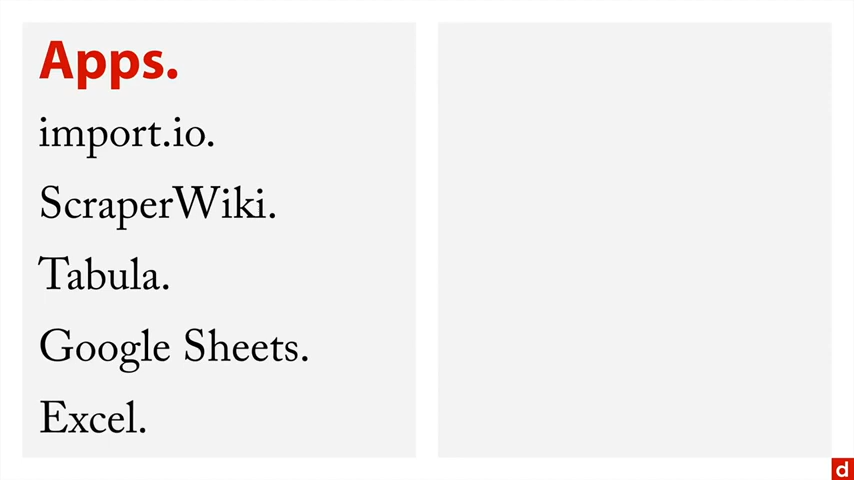 Apps.
import.io.
ScraperWiki.
Tabula.
Google Sheets.
Excel.
d